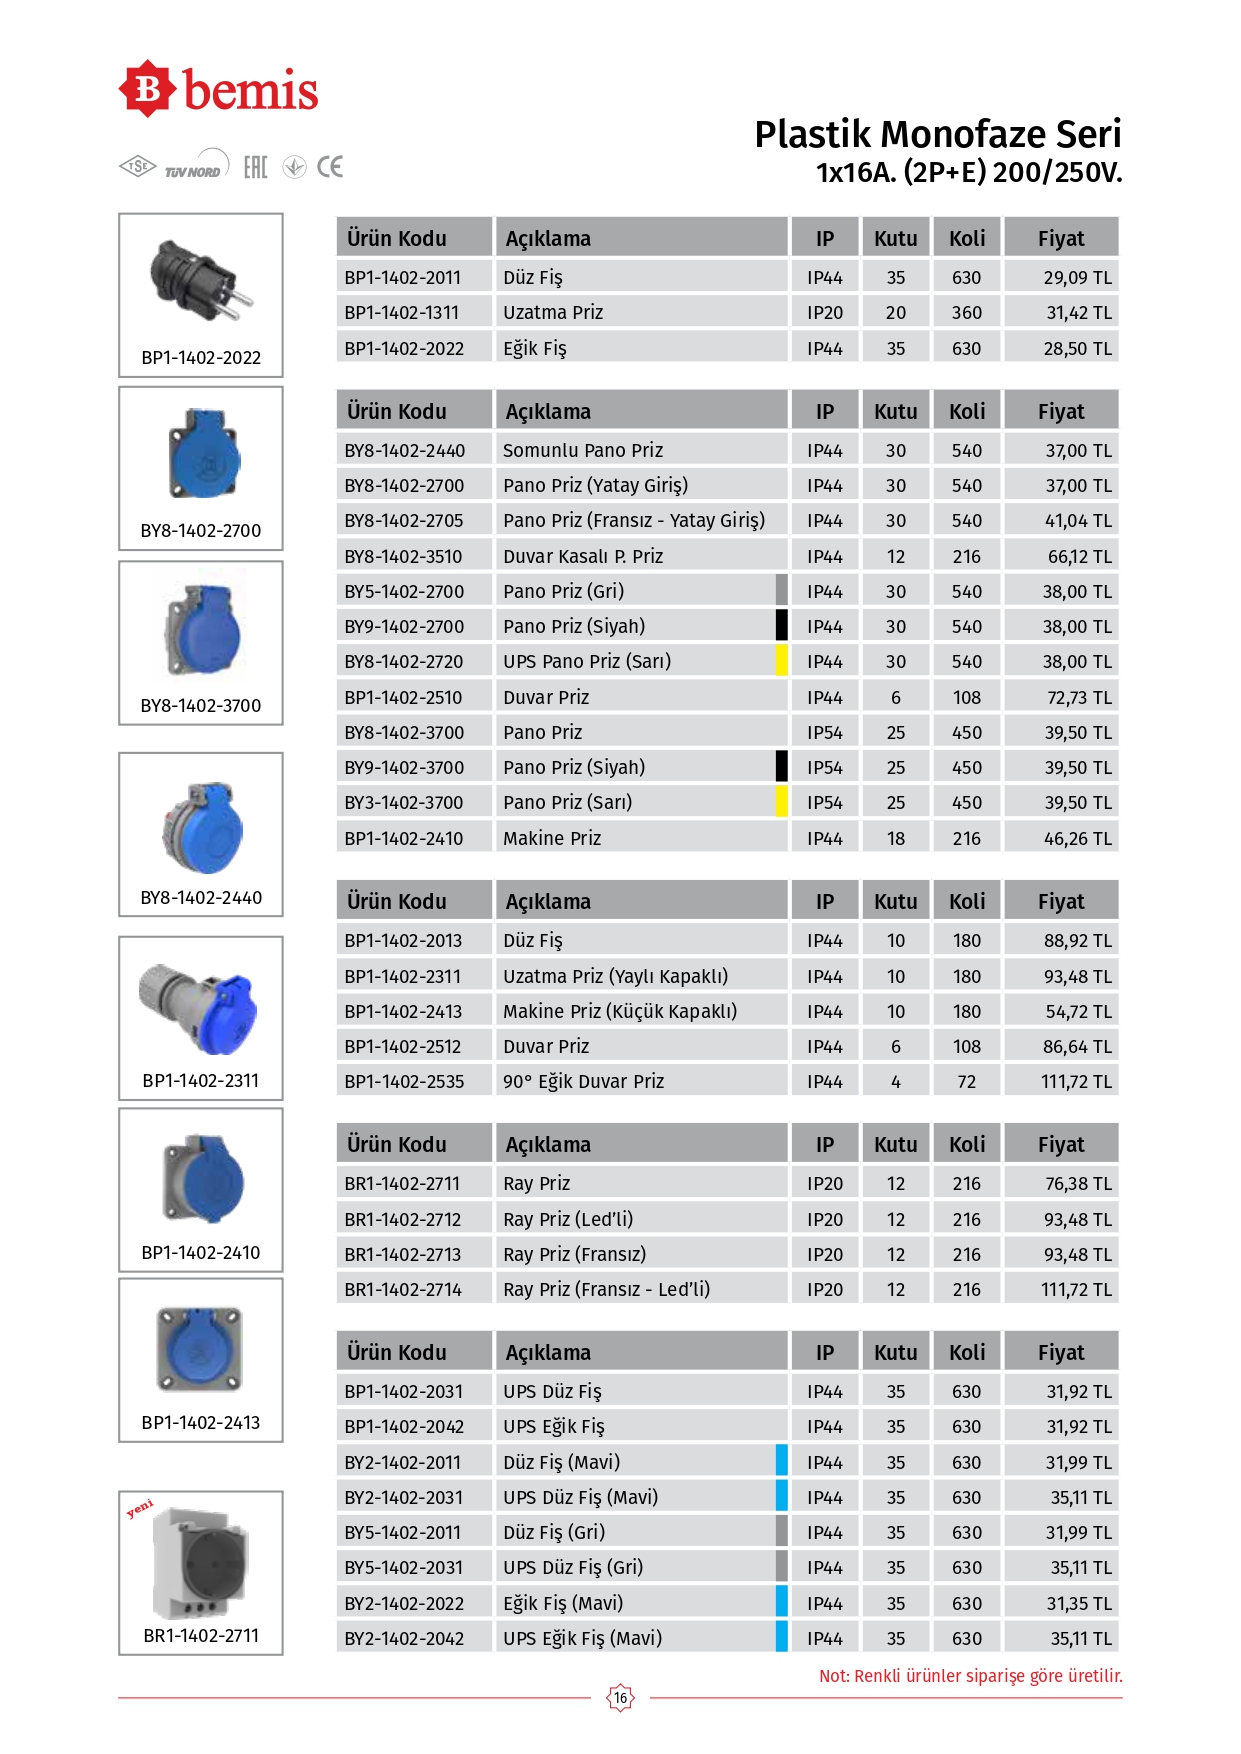 B bemis
TSE TÜV NORD EAC CE
Plastik Monofaze Seri
1x16A. (2P+E) 200/250V.
BP1-1402-2022
BY8-1402-2700
BY8-1402-3700
BY8-1402-2440
BP1-1402-2311
BP1-1402-2410
BP1-1402-2413
yeni
BR1-1402-2711
Ürün Kodu Açıklama IP Kutu Koli Fiyat
BP1-1402-2011 Düz Fiş IP44 35 630 29,09 TL
BP1-1402-1311 Uzatma Priz IP20 20 360 31,42 TL
BP1-1402-2022 Eğik Fiş IP44 35 630 28,50 TL
Ürün Kodu Açıklama IP Kutu Koli Fiyat
BY8-1402-2440 Somunlu Pano Priz IP44 30 540 37,00 TL
BY8-1402-2700 Pano Priz (Yatay Giriş) IP44 30 540 37,00 TL
BY8-1402-2705 Pano Priz (Fransız - Yatay Giriş) IP44 30 540 41,04 TL
BY8-1402-3510 Duvar Kasalı P. Priz IP44 12 216 66,12 TL
BY5-1402-2700 Pano Priz (Gri) IP44 30 540 38,00 TL
BY9-1402-2700 Pano Priz (Siyah) IP44 30 540 38,00 TL
BY8-1402-2720 UPS Pano Priz (Sarı) IP44 30 540 38,00 TL
BP1-1402-2510 Duvar Priz IP44 6 108 72,73 TL
BY8-1402-3700 Pano Priz IP54 25 450 39,50 TL
BY9-1402-3700 Pano Priz (Siyah) IP54 25 450 39,50 TL
BY3-1402-3700 Pano Priz (Sarı) IP54 25 450 39,50 TL
BP1-1402-2410 Makine Priz IP44 18 216 46,26 TL
Ürün Kodu Açıklama IP Kutu Koli Fiyat
BP1-1402-2013 Düz Fiş IP44 10 180 88,92 TL
BP1-1402-2311 Uzatma Priz (Yaylı Kapaklı) IP44 10 180 93,48 TL
BP1-1402-2413 Makine Priz (Küçük Kapaklı) IP44 10 180 54,72 TL
BP1-1402-2512 Duvar Priz IP44 6 108 86,64 TL
BP1-1402-2535 90° Eğik Duvar Priz IP44 4 72 111,72 TL
Ürün Kodu Açıklama IP Kutu Koli Fiyat
BR1-1402-2711 Ray Priz IP20 12 216 76,38 TL
BR1-1402-2712 Ray Priz (Led’li) IP20 12 216 93,48 TL
BR1-1402-2713 Ray Priz (Fransız) IP20 12 216 93,48 TL
BR1-1402-2714 Ray Priz (Fransız - Led’li) IP20 12 216 111,72 TL
Ürün Kodu Açıklama IP Kutu Koli Fiyat
BP1-1402-2031 UPS Düz Fiş IP44 35 630 31,92 TL
BP1-1402-2042 UPS Eğik Fiş IP44 35 630 31,92 TL
BY2-1402-2011 Düz Fiş (Mavi) IP44 35 630 31,99 TL
BY2-1402-2031 UPS Düz Fiş (Mavi) IP44 35 630 35,11 TL
BY5-1402-2011 Düz Fiş (Gri) IP44 35 630 31,99 TL
BY5-1402-2031 UPS Düz Fiş (Gri) IP44 35 630 35,11 TL
BY2-1402-2022 Eğik Fiş (Mavi) IP44 35 630 31,35 TL
BY2-1402-2042 UPS Eğik Fiş (Mavi) IP44 35 630 35,11 TL
Not: Renkli ürünler siparişe göre üretilir.
16